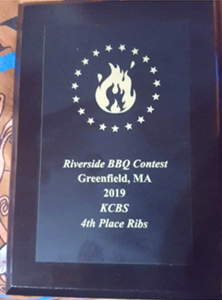 Riverside BBQ Contest
Greenfield, MA
2019
KCBS
4th Place Ribs